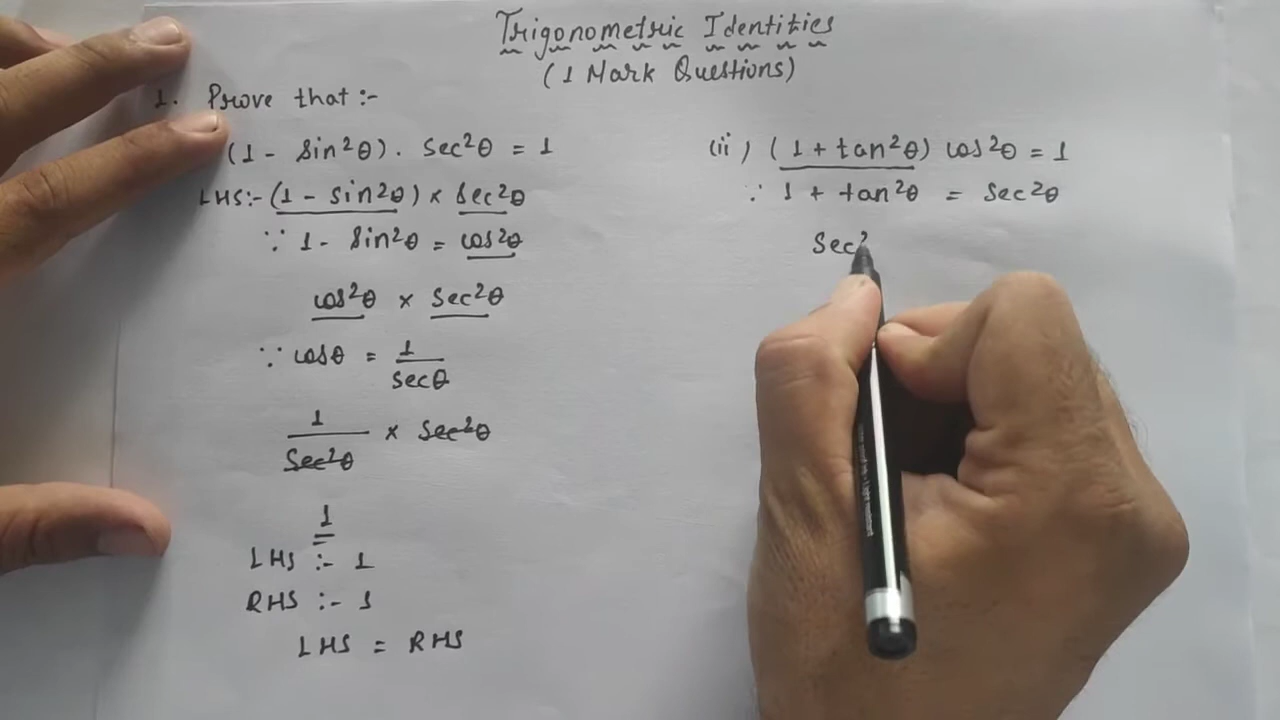 Trigonometric Identities
(1 Mark Questions)
1. Prove that :-
(1 - Sin²θ). Sec²θ = 1
LHS:- (1 - Sin²θ) × Sec²θ
∵ 1 - Sin²θ = cos²θ
cos²θ × Sec²θ
∵ cosθ = 1/secθ
1/Sec²θ × Sec²θ
1
LHS :- 1
RHS :- 1
LHS = RHS
(ii) (1 + tan²θ) cos²θ = 1
∵ 1 + tan²θ = Sec²θ
Sec²